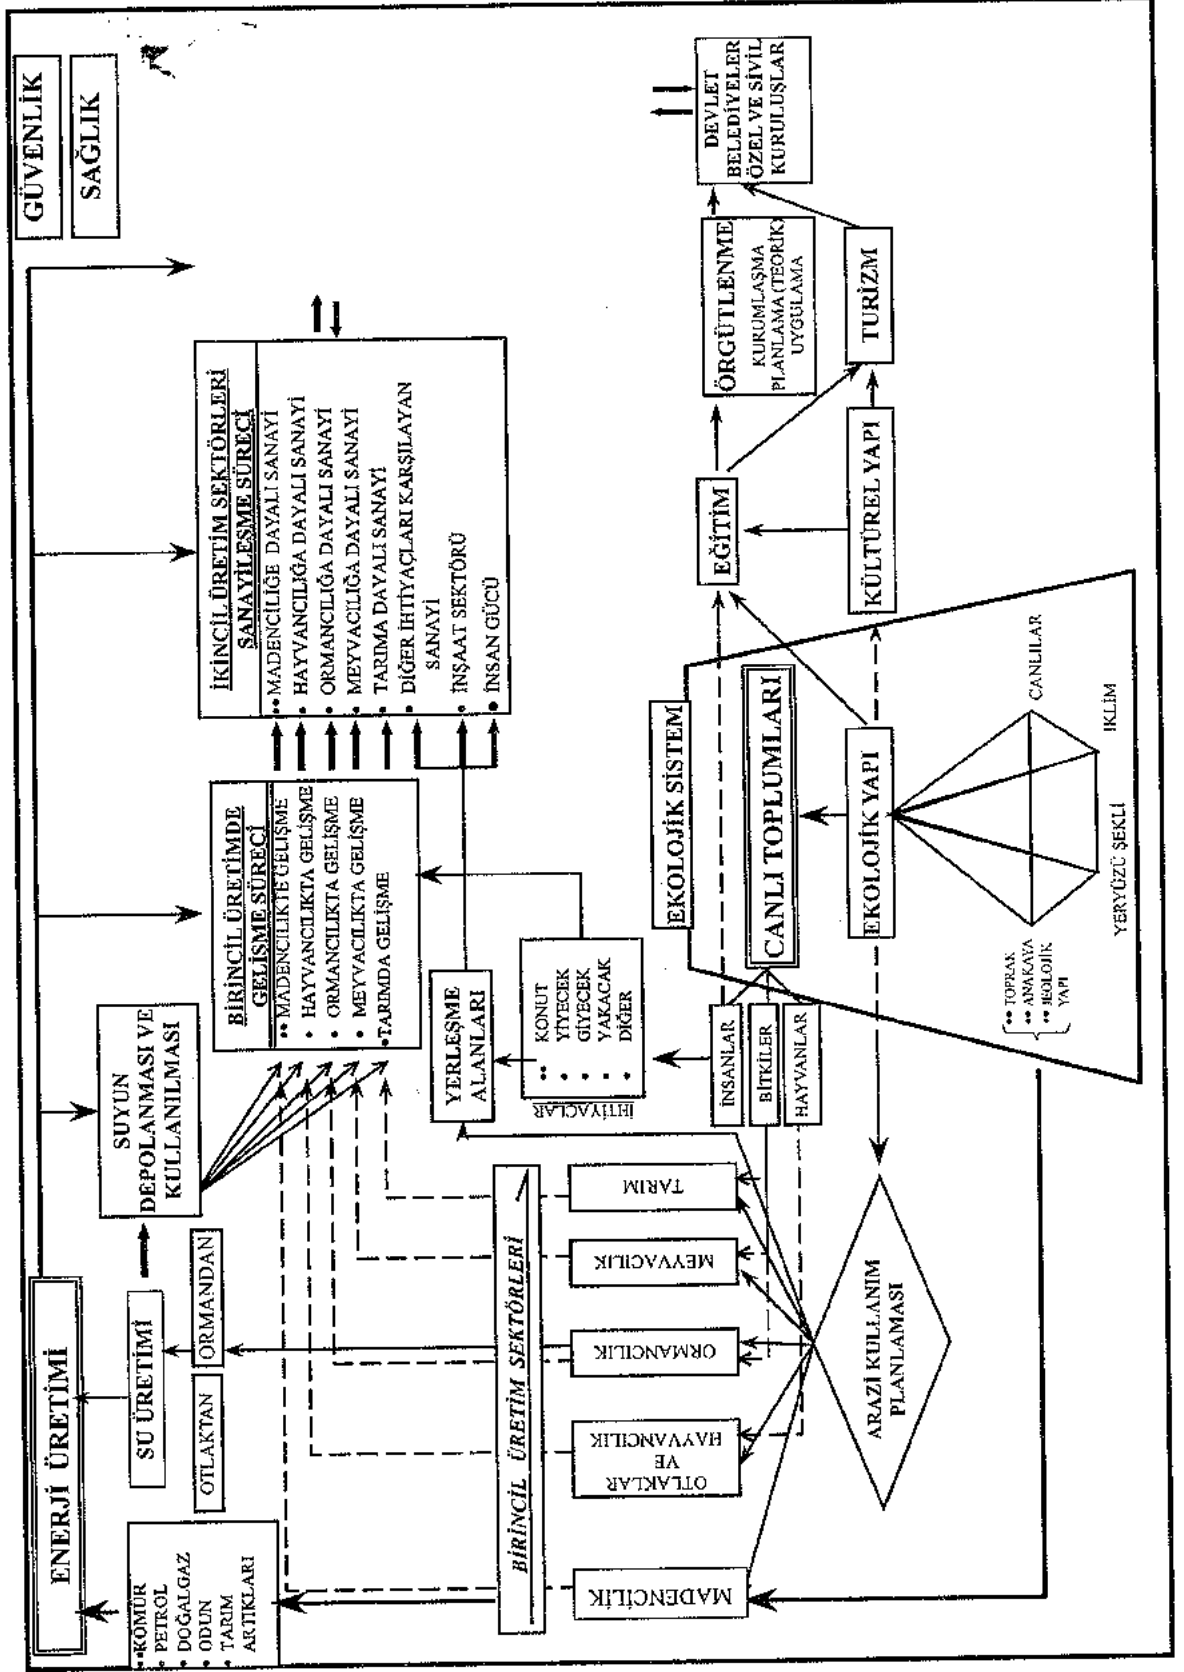 ENERJİ ÜRETİMİ
GÜVENLİK
SAĞLIK
•• KÖMÜR
• PETROL
• DOĞALGAZ
• ODUN
• TARIM
ARTIKLARI
SU ÜRETİMİ
OTLAKTAN
ORMANDAN
SUYUN
DEPOLANMASI VE
KULLANILMASI
BİRİNCİL ÜRETİMDE
GELİŞME SÜRECİ
•• MADENCİLİKTE GELİŞME
• HAYVANCILIKTA GELİŞME
• ORMANCILIKTA GELİŞME
• MEYVACILIKTA GELİŞME
• TARIMDA GELİŞME
İKİNCİL ÜRETİM SEKTÖRLERİ
SANAYİLEŞME SÜRECİ
•• MADENCİLİĞE DAYALI SANAYİ
• HAYVANCILIĞA DAYALI SANAYİ
• ORMANCILIĞA DAYALI SANAYİ
• MEYVACILIĞA DAYALI SANAYİ
• TARIMA DAYALI SANAYİ
• DİĞER İHTİYAÇLARI KARŞILAYAN
SANAYİ
• İNŞAAT SEKTÖRÜ
• İNSAN GÜCÜ
BİRİNCİL ÜRETİM SEKTÖRLERİ
YERLEŞME
ALANLARI
İHTİYAÇLAR
•• KONUT
• YİYECEK
• GİYECEK
• YAKACAK
• DİĞER
MADENCİLİK
OTLAKLAR
VE
HAYVANCILIK
ORMANCILIK
MEYVACILIK
TARIM
İNSANLAR
BİTKİLER
HAYVANLAR
EKOLOJİK SİSTEM
CANLI TOPLUMLARI
EKOLOJİK YAPI
•• TOPRAK
•• ANAKAYA
•• JEOLOJİK
YAPI
YERYÜZÜ ŞEKLİ
İKLİM
CANLILAR
ARAZİ KULLANIM
PLANLAMASI
EĞİTİM
KÜLTÜREL YAPI
ÖRGÜTLENME
KURUMLAŞMA
PLANLAMA (TEORİK)
UYGULAMA
TURİZM
DEVLET
BELEDİYELER
ÖZEL VE SİVİL
KURULUŞLAR